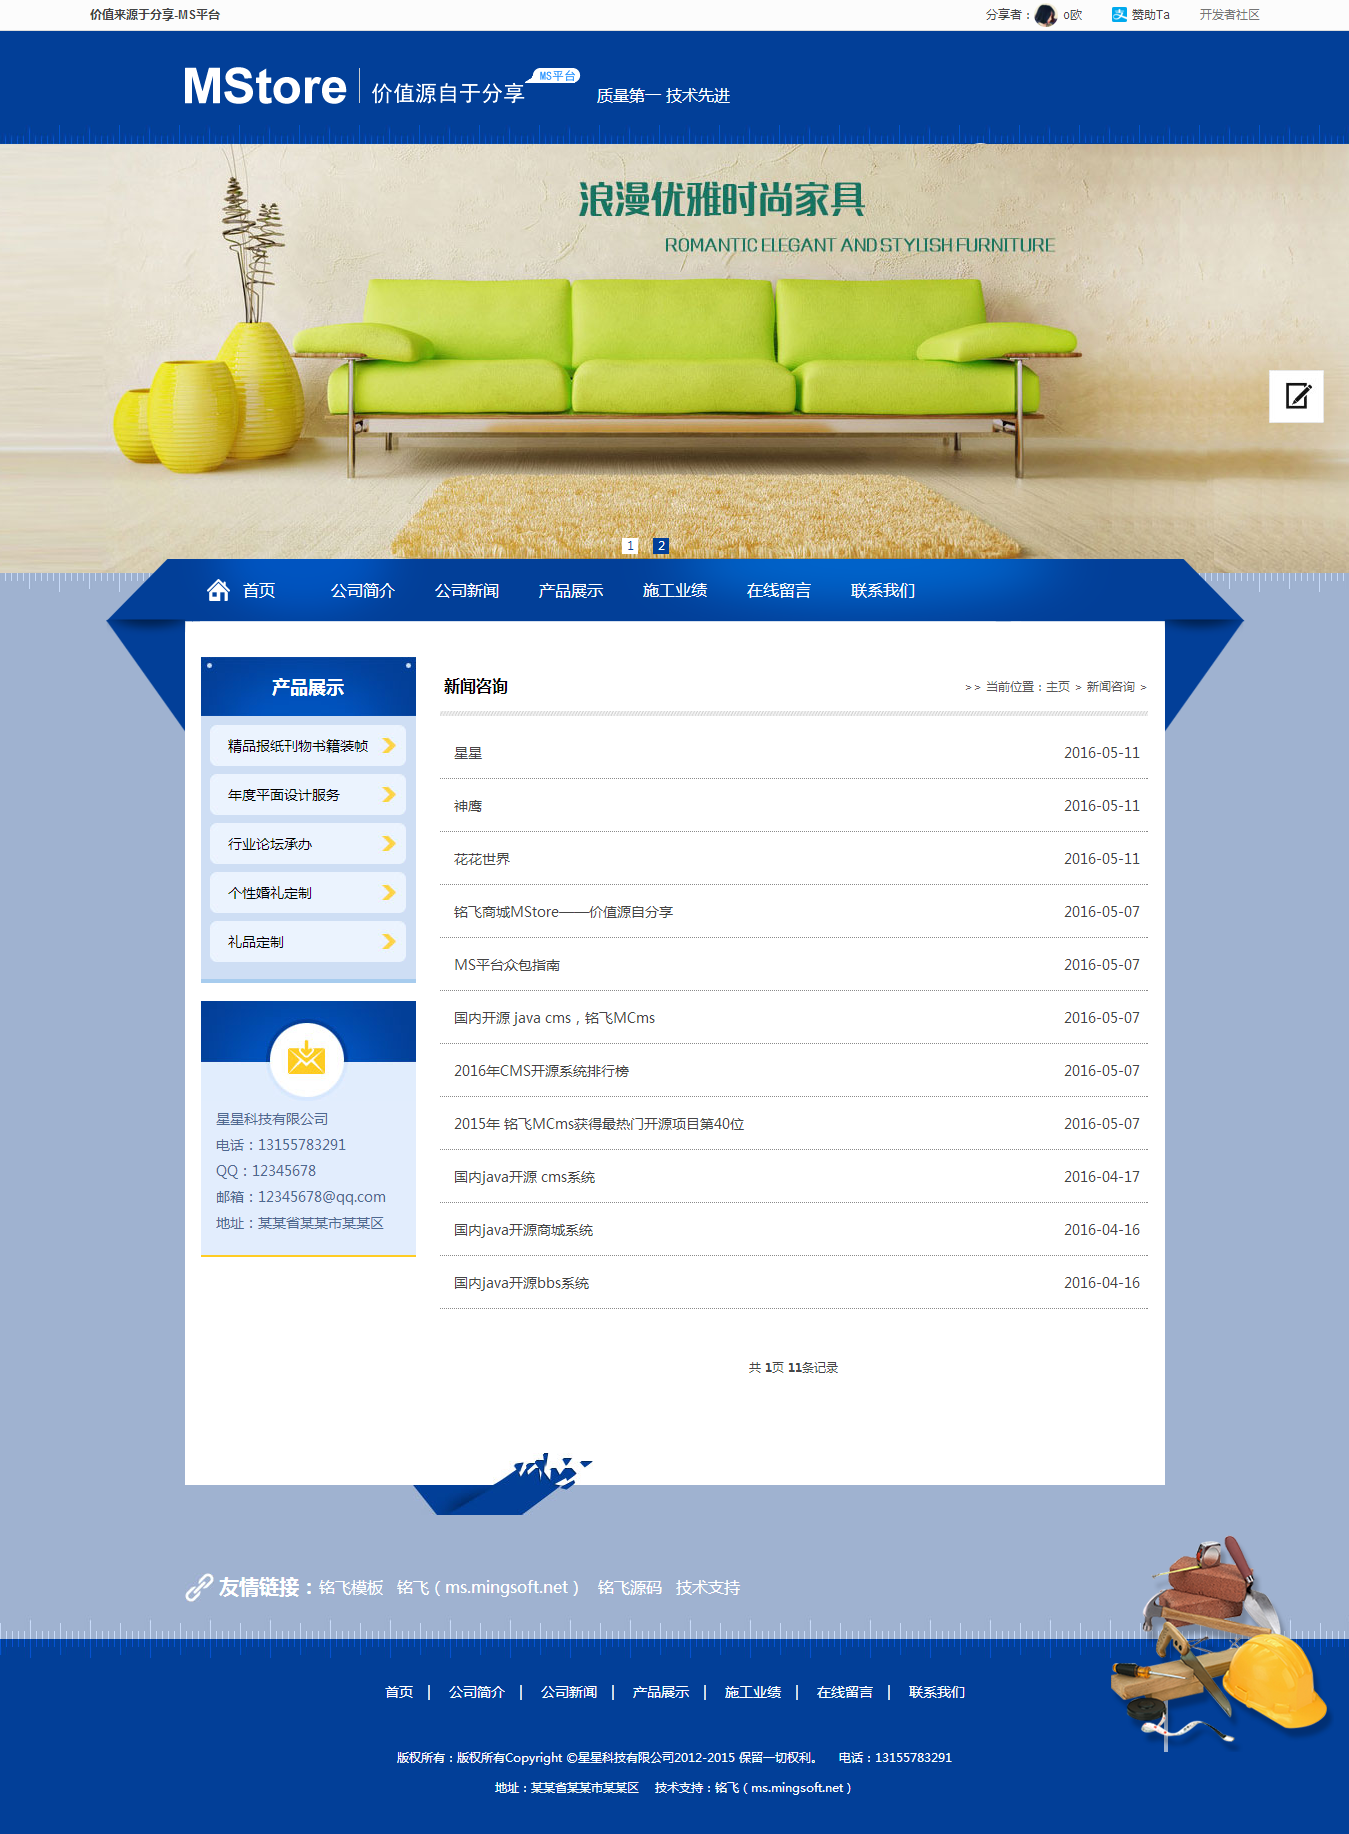 价值来源于分享-MS平台
分享者： o欧 赞助Ta 开发者社区
MStore 价值源自于分享 MS平台 质量第一 技术先进
浪漫优雅时尚家具
ROMANTIC ELEGANT AND STYLISH FURNITURE
1 2
首页 公司简介 公司新闻 产品展示 施工业绩 在线留言 联系我们
产品展示
精品报纸刊物书籍装帧
年度平面设计服务
行业论坛承办
个性婚礼定制
礼品定制
星星科技有限公司
电话：13155783291
QQ：12345678
邮箱：12345678@qq.com
地址：某某省某某市某某区
新闻咨询 >> 当前位置：主页 > 新闻咨询 >
星星 2016-05-11
神鹰 2016-05-11
花花世界 2016-05-11
铭飞商城MStore——价值源自分享 2016-05-07
MS平台众包指南 2016-05-07
国内开源 java cms，铭飞MCms 2016-05-07
2016年CMS开源系统排行榜 2016-05-07
2015年 铭飞MCms获得最热门开源项目第40位 2016-05-07
国内java开源 cms系统 2016-04-17
国内java开源商城系统 2016-04-16
国内java开源bbs系统 2016-04-16
共 1页 11条记录
友情链接：铭飞模板 铭飞（ms.mingsoft.net） 铭飞源码 技术支持
首页 | 公司简介 | 公司新闻 | 产品展示 | 施工业绩 | 在线留言 | 联系我们
版权所有：版权所有Copyright ©星星科技有限公司2012-2015 保留一切权利。 电话：13155783291
地址：某某省某某市某某区 技术支持：铭飞（ms.mingsoft.net）